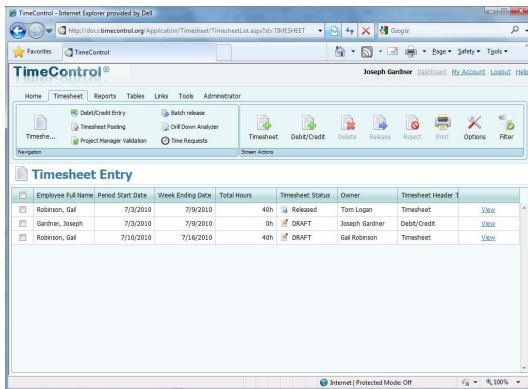 TimeControl - Internet Explorer provided by Dell
http://docs.timecontrol.org/Application/Timesheet/TimesheetList.aspx?st=TIMESHEET
Google
Favorites TimeControl Page Safety Tools
TimeControl® Joseph Gardner Dashboard My Account Logout Help
Home Timesheet Reports Tables Links Tools Administrator
Debit/Credit Entry Batch release
Timesheet Posting Drill Down Analyzer
Timeshe... Timesheet Debit/Credit Delete Release Reject Print Options Filter
Project Manager Validation Time Requests
Navigation Screen Actions
Timesheet Entry
Employee Full Name Period Start Date Week Ending Date Total Hours Timesheet Status Owner Timesheet Header T
Robinson, Gail 7/3/2010 7/9/2010 40h Released Tom Logan Timesheet View
Gardner, Joseph 7/3/2010 7/9/2010 0h DRAFT Joseph Gardner Debit/Credit View
Robinson, Gail 7/10/2010 7/16/2010 40h DRAFT Gail Robinson Timesheet View
Internet | Protected Mode: Off 100%